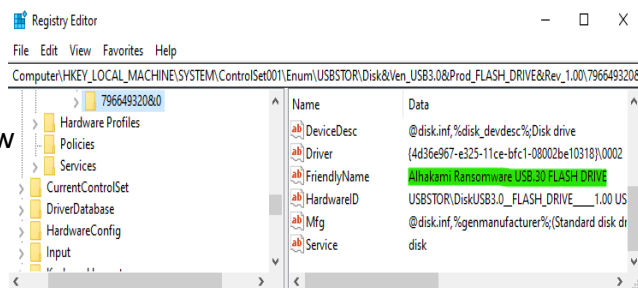 Registry Editor
File Edit View Favorites Help
Computer\HKEY_LOCAL_MACHINE\SYSTEM\ControlSet001\Enum\USBSTOR\Disk&Ven_USB3.0&Prod_FLASH_DRIVE&Rev_1.00\796649320&
796649320&0
Hardware Profiles
Policies
Services
CurrentControlSet
DriverDatabase
HardwareConfig
Input
w
Name Data
DeviceDesc @disk.inf,%disk_devdesc%;Disk drive
Driver {4d36e967-e325-11ce-bfc1-08002be10318}\0002
FriendlyName Alhakami Ransomware USB.30 FLASH DRIVE
HardwareID USBSTOR\DiskUSB3.0__FLASH_DRIVE____1.00 US
Mfg @disk.inf,%genmanufacturer%;(Standard disk dr
Service disk